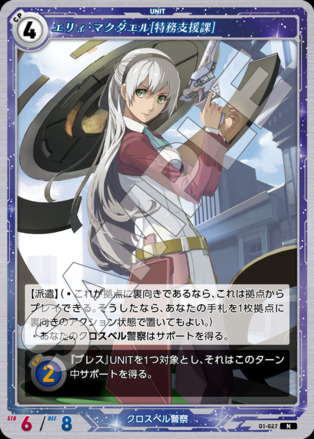 CP
4
UNIT
エリィ・マクダエル[特務支援課]
【派遣】（・これが拠点に裏向きであるなら、これは拠点から
プレイできる。そうしたなら、あなたの手札を1枚拠点に
裏向きのアクション状態で置いてもよい。）
・あなたのクロスベル警察はサポートを得る。
2
『プレス』UNITを1つ対象とし、それはこのターン
中サポートを得る。
ATK 6 / DEF 8
クロスベル警察
01-027 N